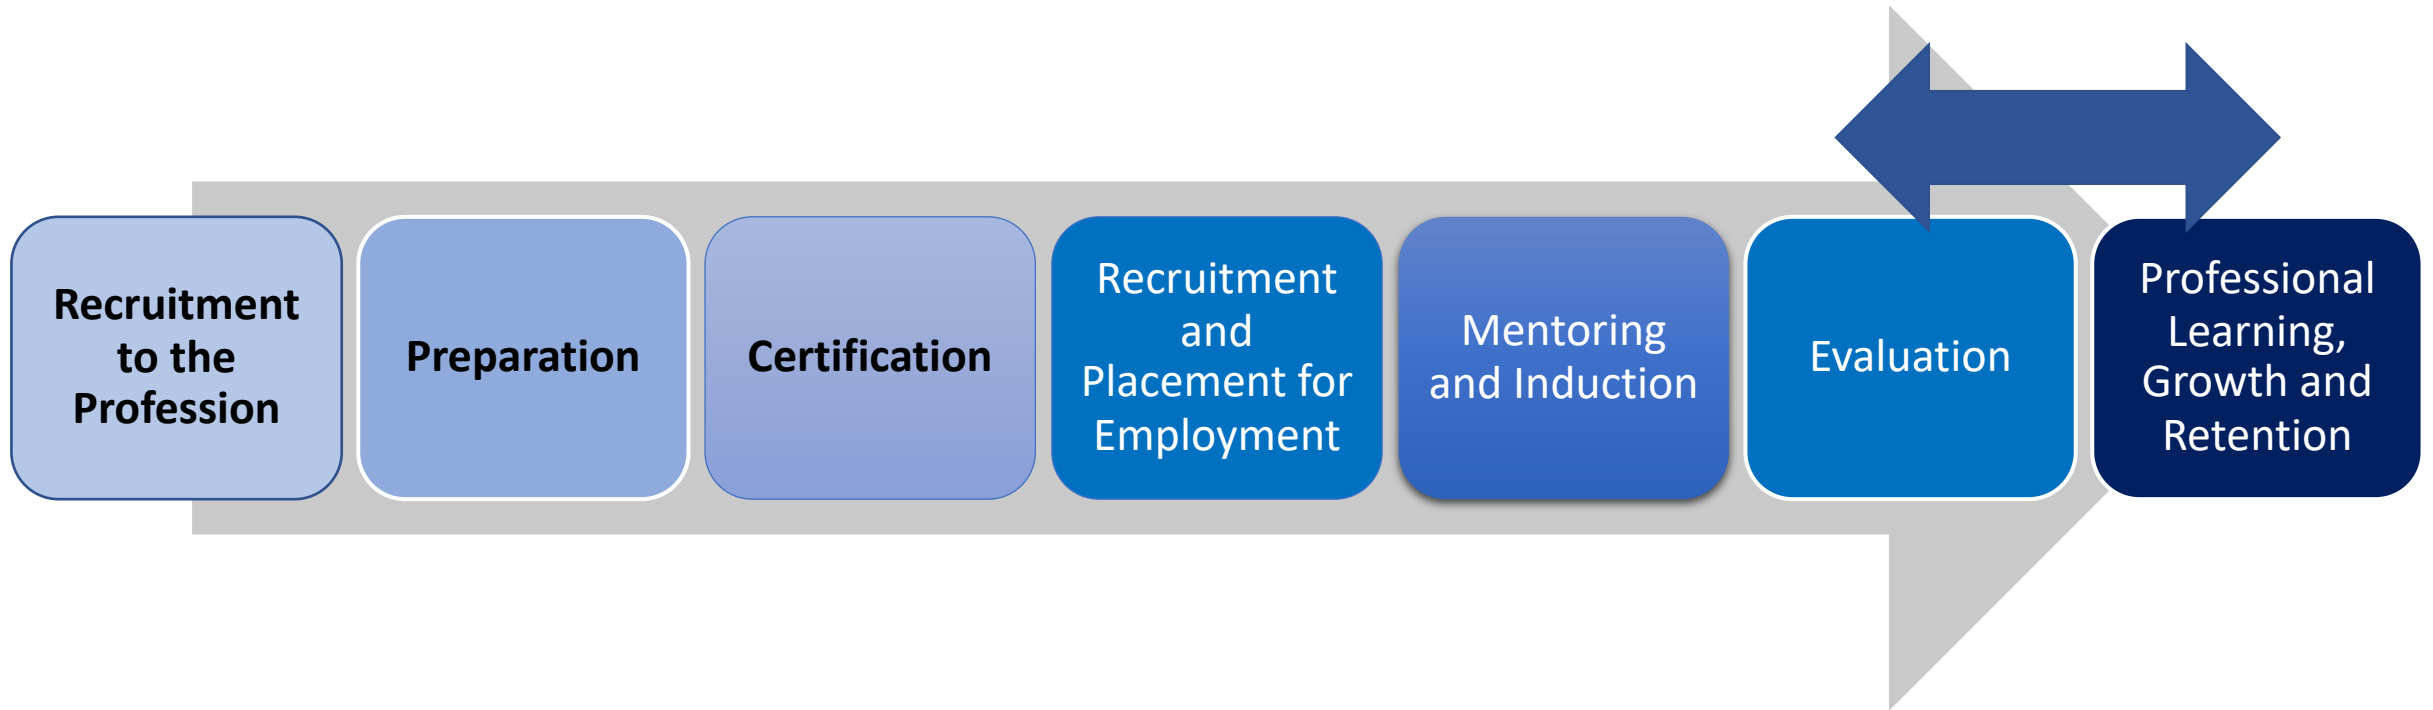 Recruitment
to the
Profession
Preparation
Certification
Recruitment
and
Placement for
Employment
Mentoring
and Induction
Evaluation
Professional
Learning,
Growth and
Retention